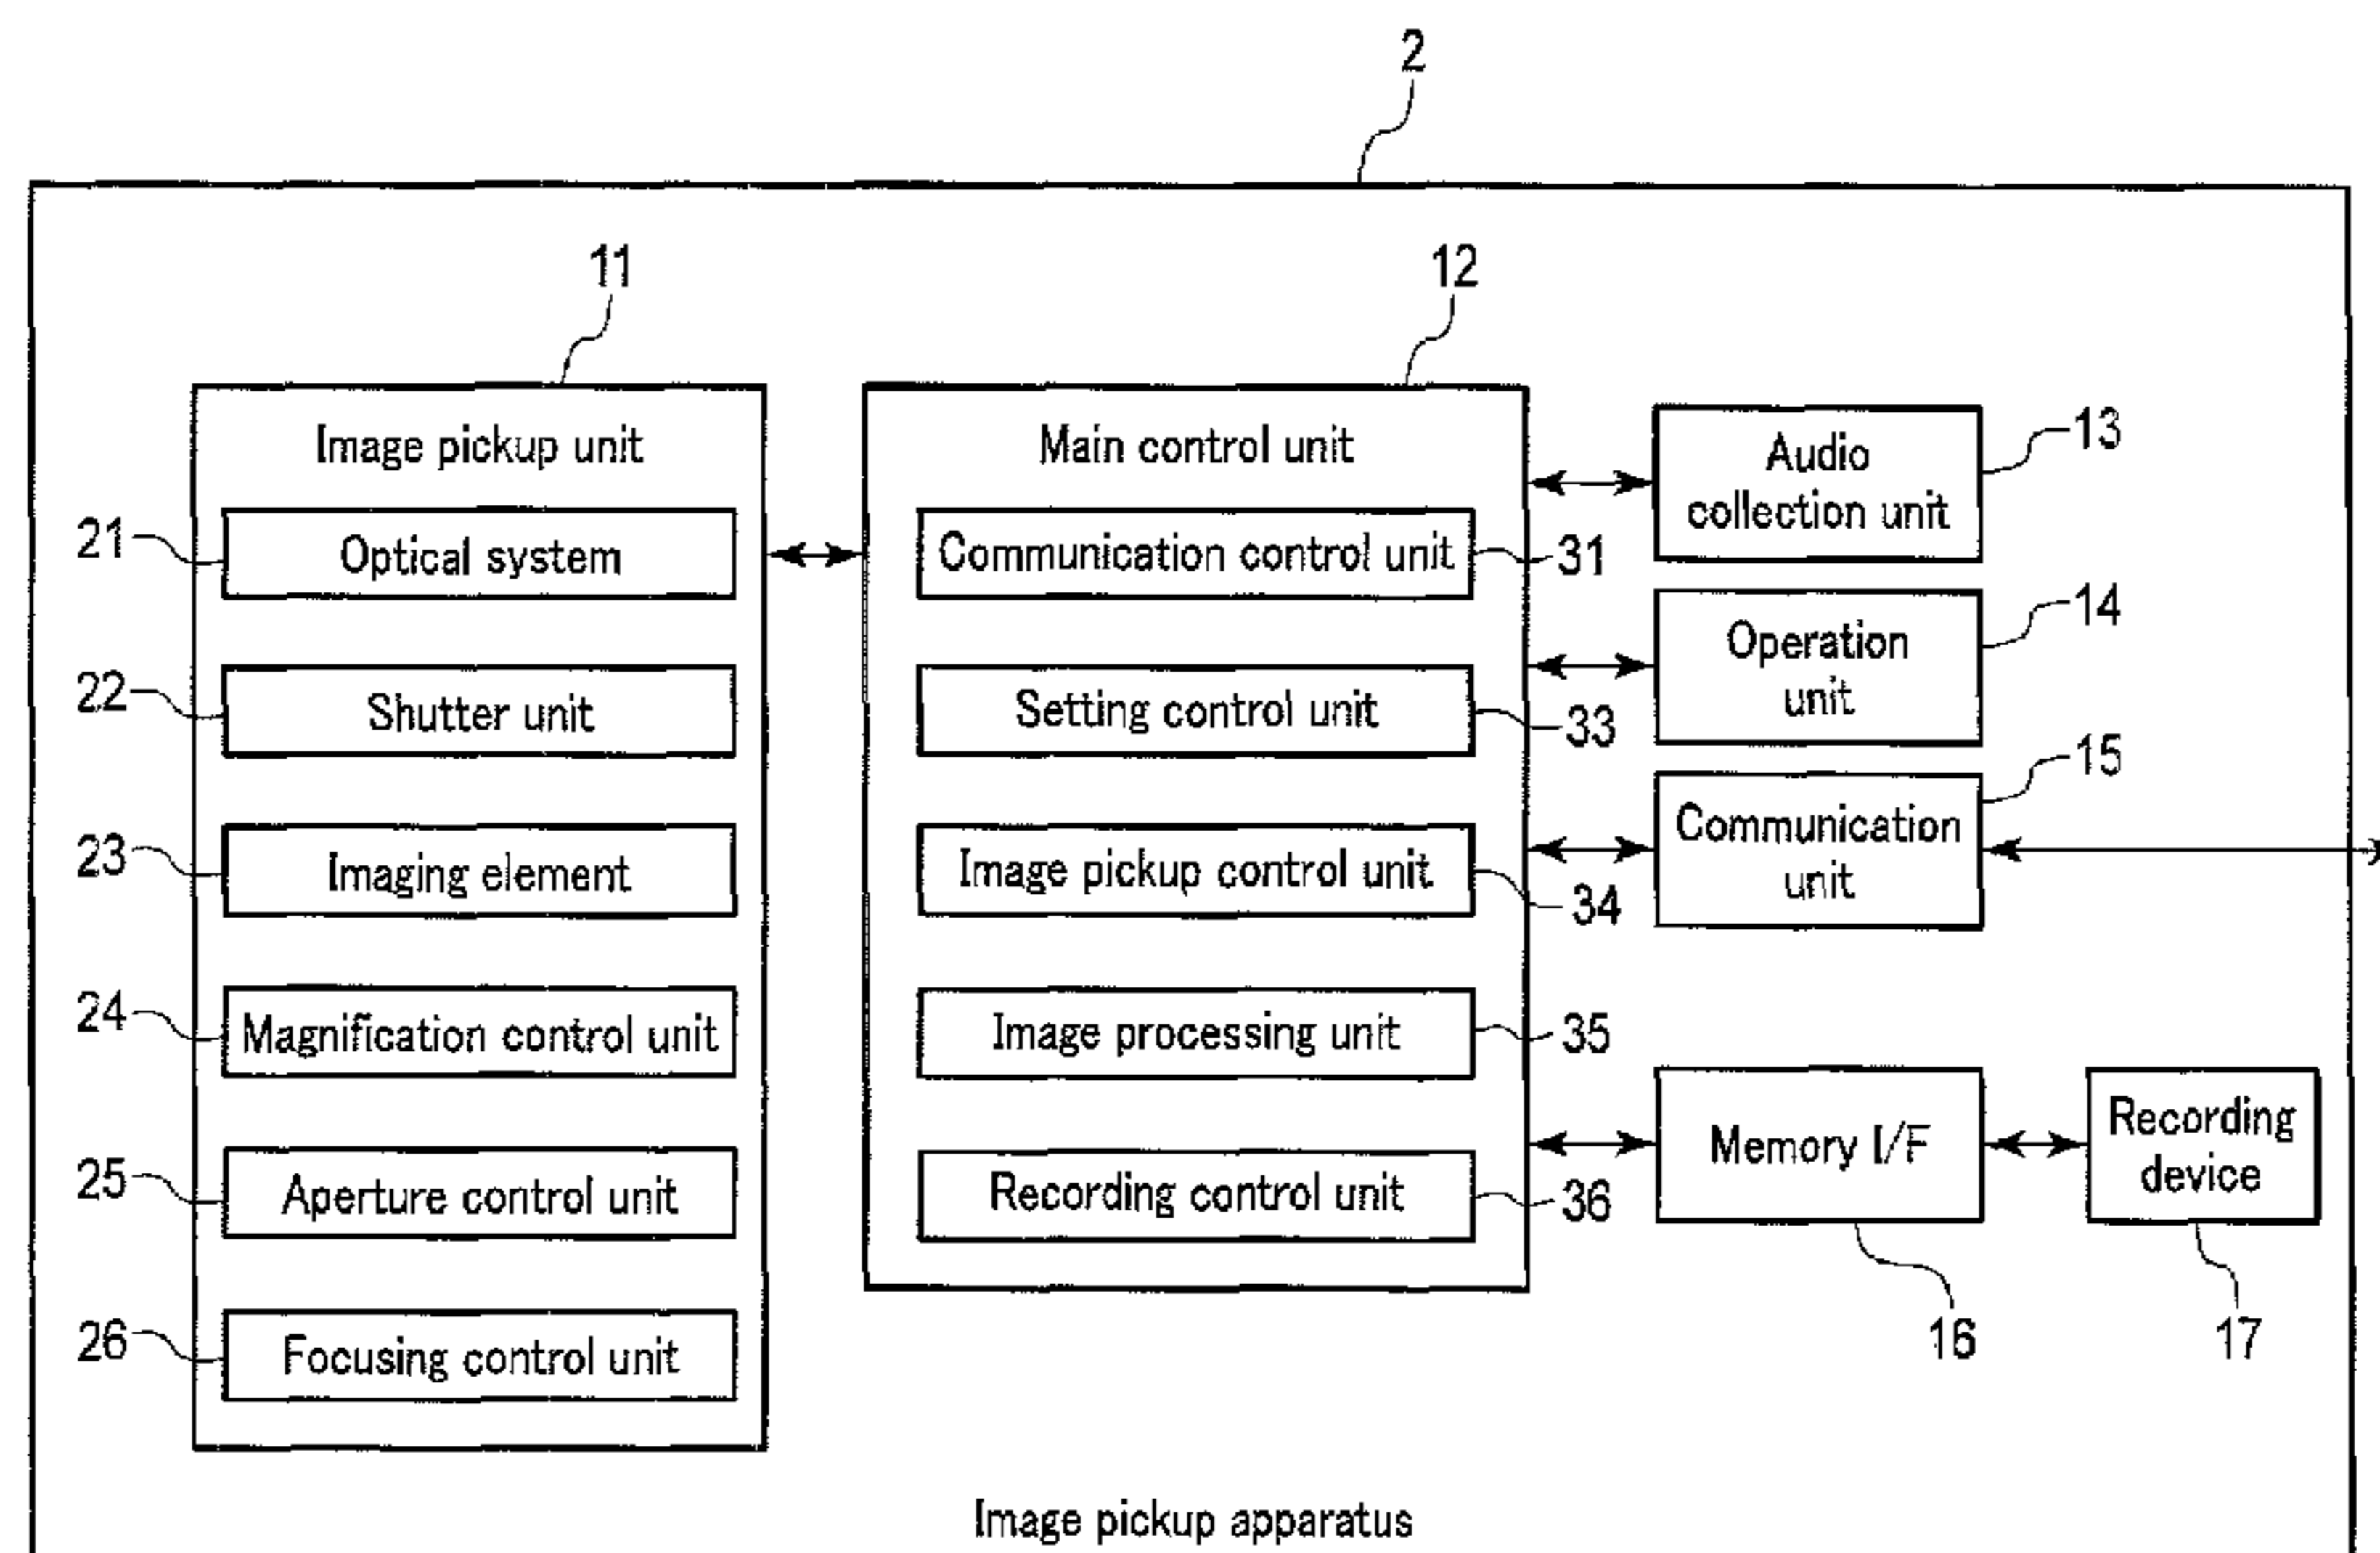 2
11
12
Image pickup unit
21
Optical system
22
Shutter unit
23
Imaging element
24
Magnification control unit
25
Aperture control unit
26
Focusing control unit
Main control unit
Communication control unit
31
Setting control unit
33
Image pickup control unit
34
Image processing unit
35
Recording control unit
36
Audio
collection unit
13
Operation
unit
14
Communication
unit
15
Memory I/F
16
Recording
device
17
Image pickup apparatus